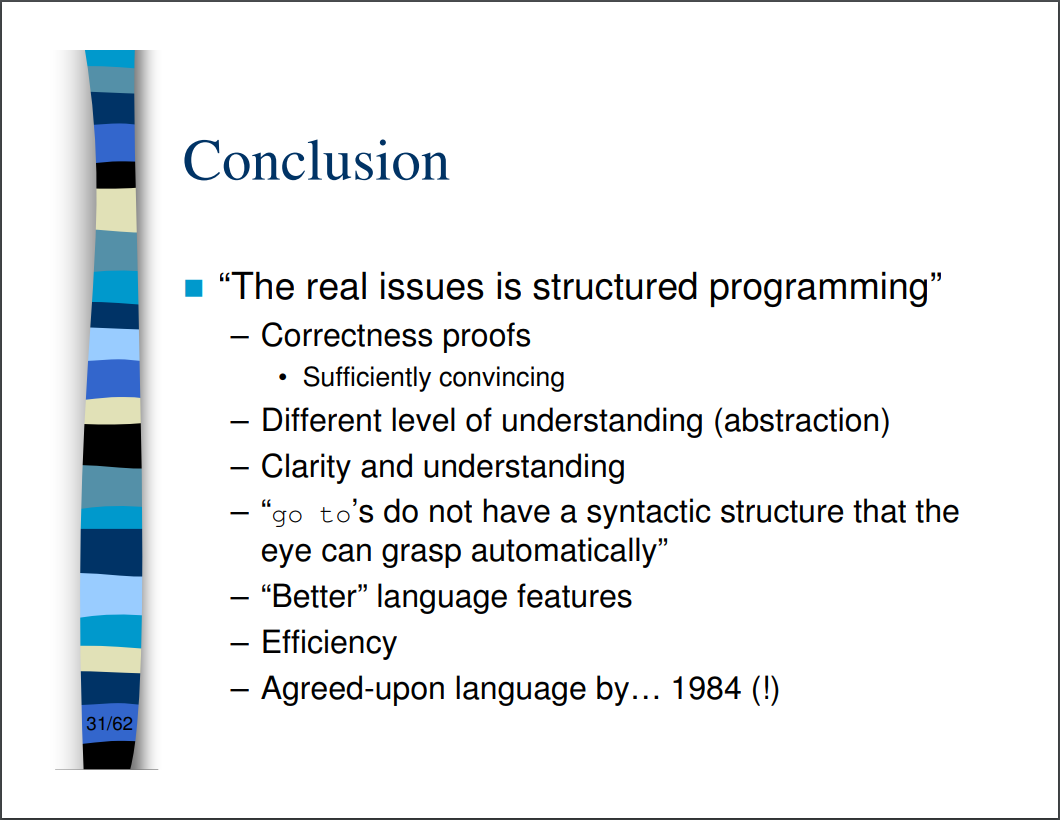 Conclusion
“The real issues is structured programming”
– Correctness proofs
• Sufficiently convincing
– Different level of understanding (abstraction)
– Clarity and understanding
– “go to’s do not have a syntactic structure that the
eye can grasp automatically”
– “Better” language features
– Efficiency
– Agreed-upon language by… 1984 (!)
31/62